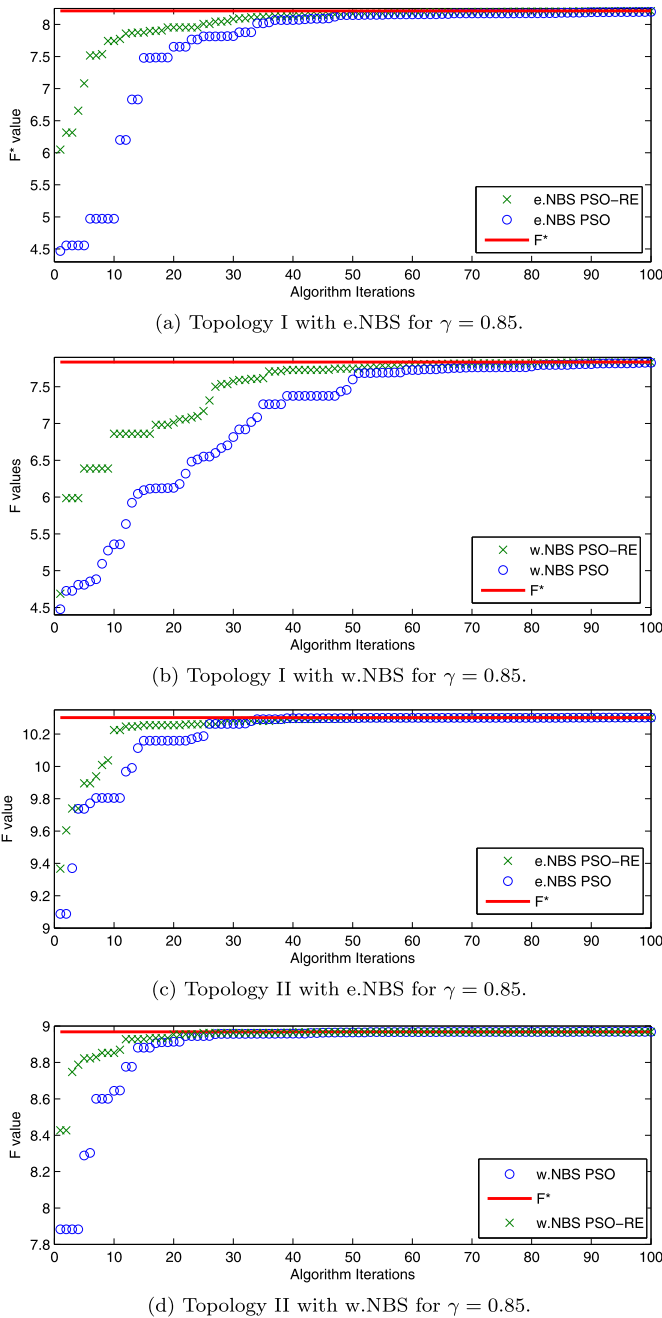 8
7.5
7
6.5
6
5.5
5
4.5
F* value
e.NBS PSO-RE
e.NBS PSO
F*
0 10 20 30 40 50 60 70 80 90 100
Algorithm Iterations
(a) Topology I with e.NBS for γ = 0.85.
7.5
7
6.5
6
5.5
5
4.5
F values
w.NBS PSO-RE
w.NBS PSO
F*
0 10 20 30 40 50 60 70 80 90 100
Algorithm Iterations
(b) Topology I with w.NBS for γ = 0.85.
10.2
10
9.8
9.6
9.4
9.2
9
F value
e.NBS PSO-RE
e.NBS PSO
F*
0 10 20 30 40 50 60 70 80 90 100
Algorithm Iterations
(c) Topology II with e.NBS for γ = 0.85.
9
8.8
8.6
8.4
8.2
8
7.8
F value
w.NBS PSO
F*
w.NBS PSO-RE
0 10 20 30 40 50 60 70 80 90 100
Algorithm Iterations
(d) Topology II with w.NBS for γ = 0.85.